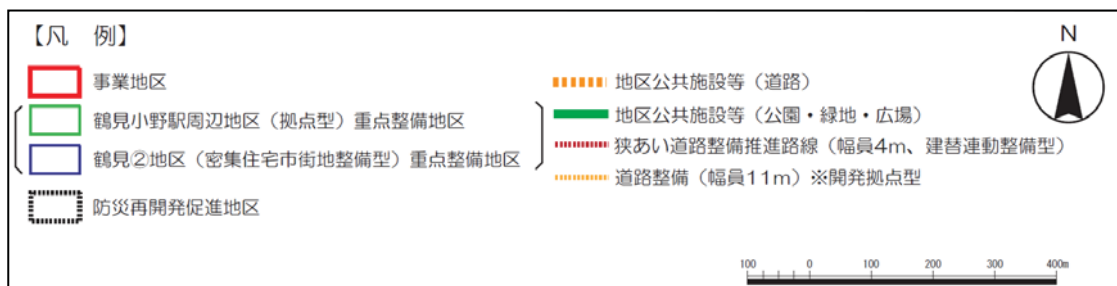 【凡　例】
N
事業地区
鶴見小野駅周辺地区（拠点型）重点整備地区
鶴見②地区（密集住宅市街地整備型）重点整備地区
防災再開発促進地区
地区公共施設等（道路）
地区公共施設等（公園・緑地・広場）
狭あい道路整備推進路線（幅員4m、建替連動整備型）
道路整備（幅員11m）※開発拠点型
100 0 100 200 300 400m